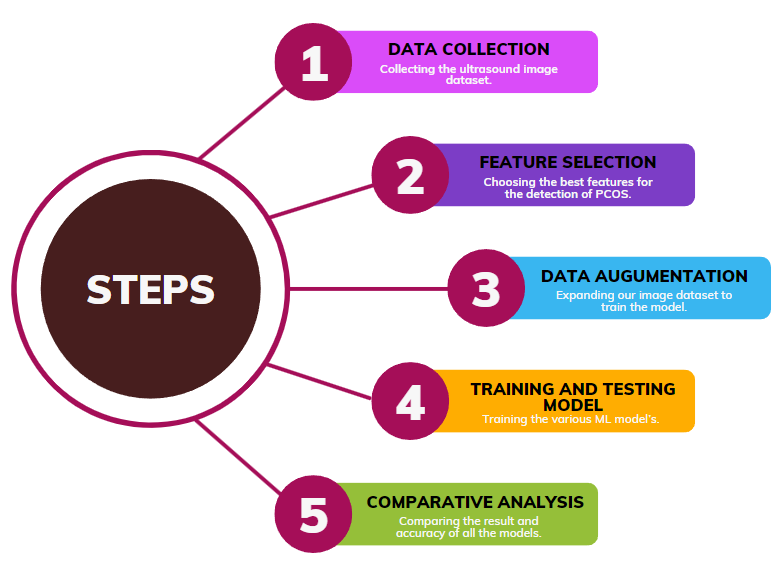 STEPS
1
DATA COLLECTION
Collecting the ultrasound image
dataset.
2
FEATURE SELECTION
Choosing the best features for
the detection of PCOS.
3
DATA AUGUMENTATION
Expanding our image dataset to
train the model.
4
TRAINING AND TESTING
MODEL
Training the various ML model's.
5
COMPARATIVE ANALYSIS
Comparing the result and
accuracy of all the models.